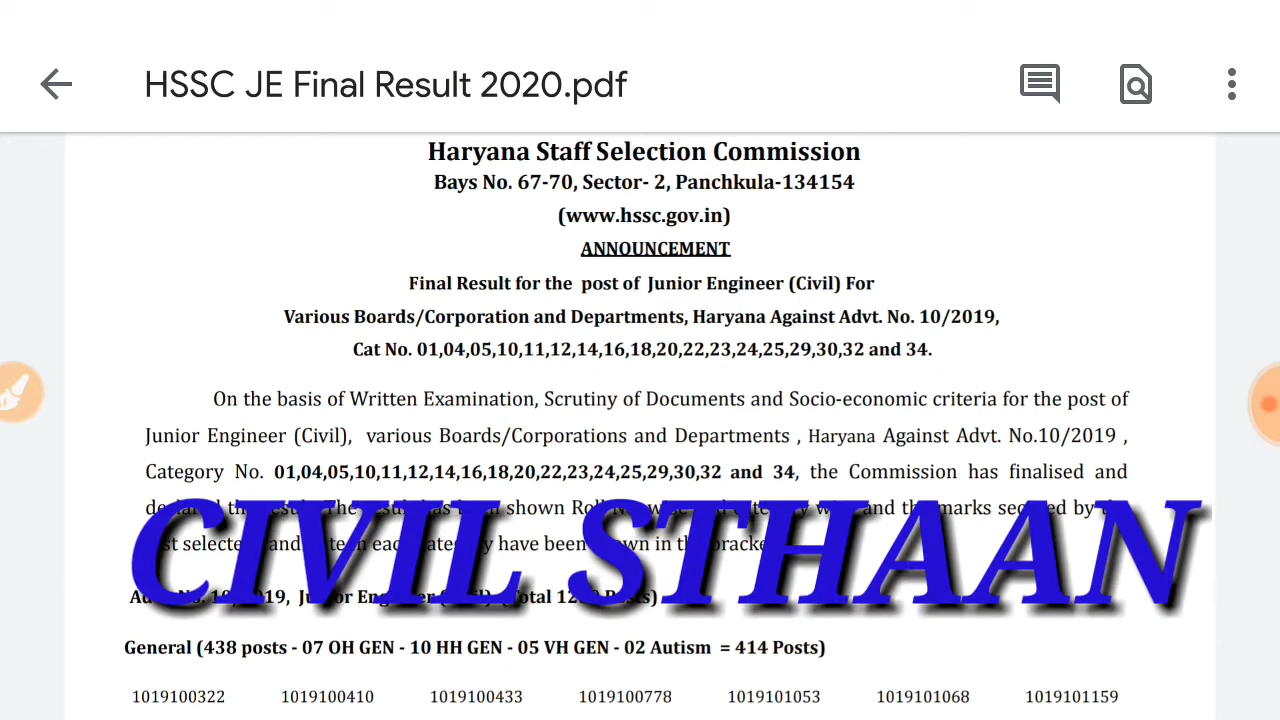 HSSC JE Final Result 2020.pdf
Haryana Staff Selection Commission
Bays No. 67-70, Sector- 2, Panchkula-134154
(www.hssc.gov.in)
ANNOUNCEMENT
Final Result for the post of Junior Engineer (Civil) For
Various Boards/Corporation and Departments, Haryana Against Advt. No. 10/2019,
Cat No. 01,04,05,10,11,12,14,16,18,20,22,23,24,25,29,30,32 and 34.
On the basis of Written Examination, Scrutiny of Documents and Socio-economic criteria for the post of
Junior Engineer (Civil), various Boards/Corporations and Departments , Haryana Against Advt. No.10/2019 ,
Category No. 01,04,05,10,11,12,14,16,18,20,22,23,24,25,29,30,32 and 34, the Commission has finalised and
shown and marks by
have been in
CIVIL STHAAN
General (438 posts - 07 OH GEN - 10 HH GEN - 05 VH GEN - 02 Autism = 414 Posts)
1019100322 1019100410 1019100433 1019100778 1019101053 1019101068 1019101159